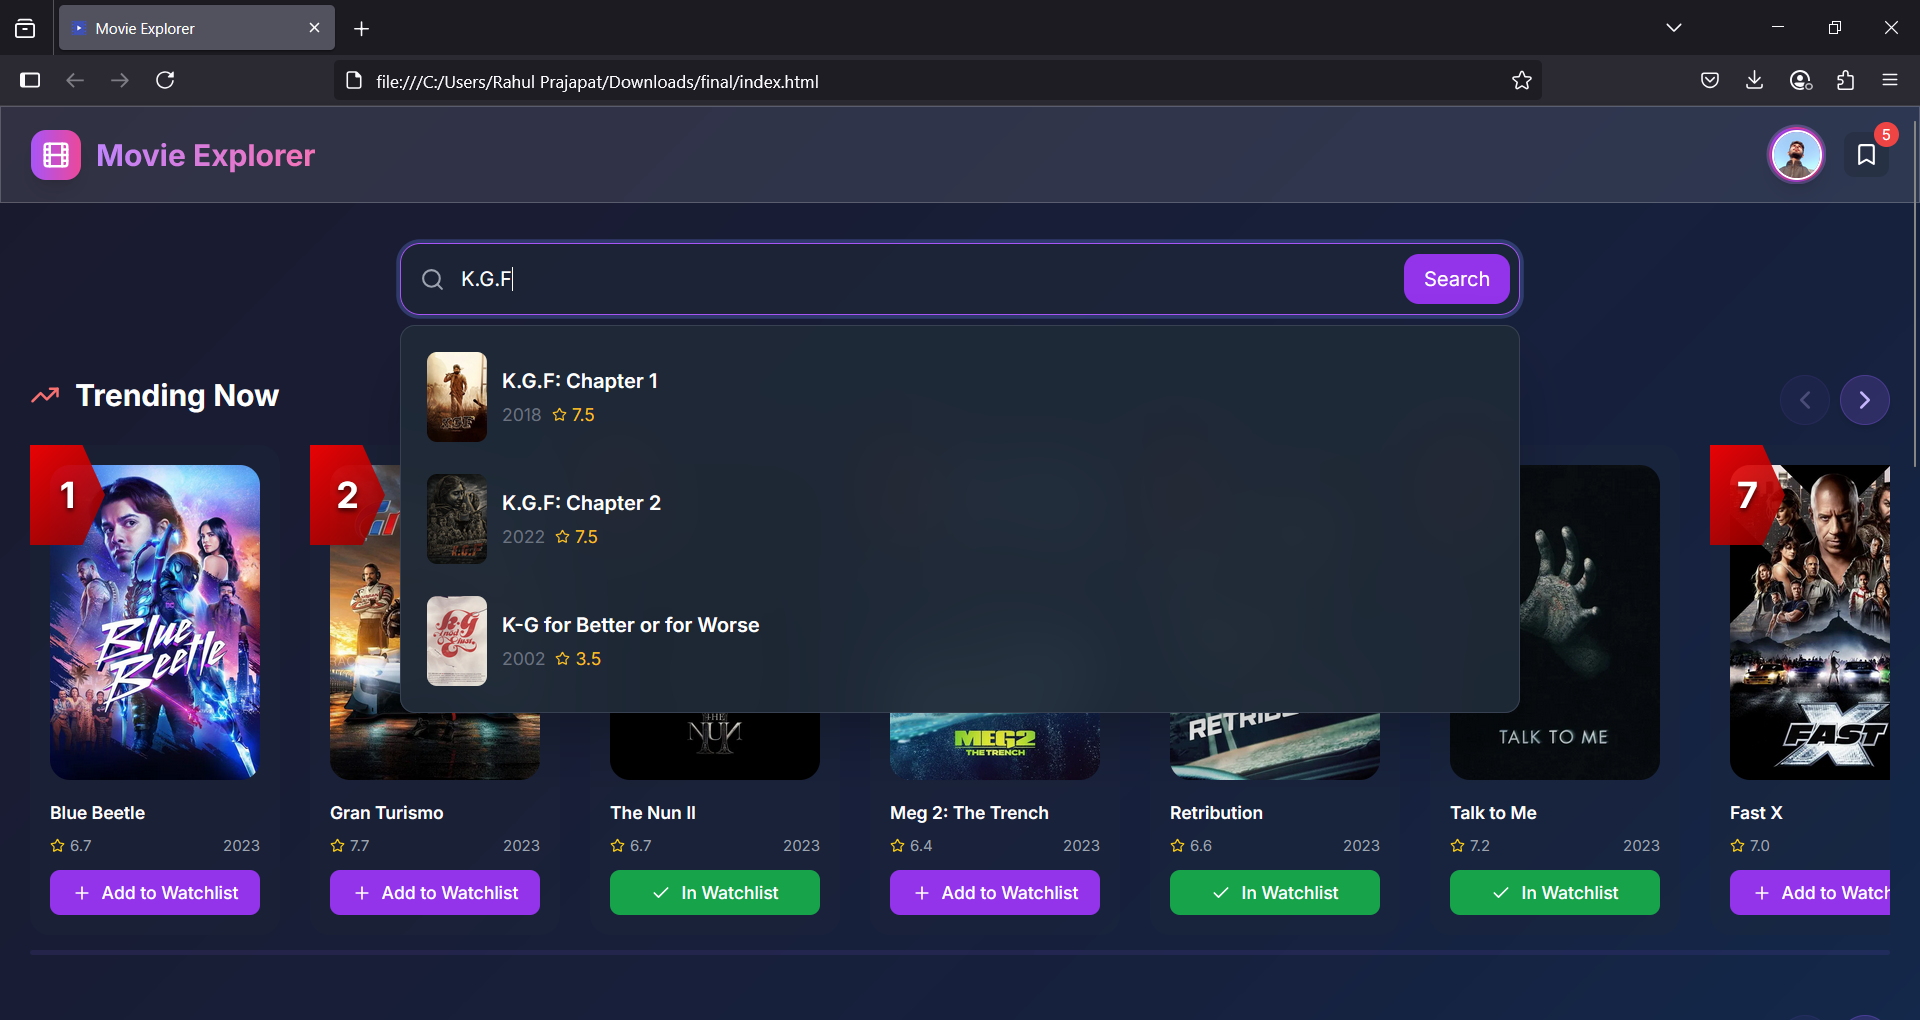 Movie Explorer
file:///C:/Users/Rahul Prajapat/Downloads/final/index.html
Movie Explorer
5
K.G.F
Search
K.G.F: Chapter 1
2018 7.5
K.G.F: Chapter 2
2022 7.5
K-G for Better or for Worse
2002 3.5
Trending Now
1
2
7
Blue Beetle
KGF
K.G.F
THE NUN II
MEG2
THE TRENCH
RETRIB
TALK TO ME
FAST X
Blue Beetle
Gran Turismo
The Nun II
Meg 2: The Trench
Retribution
Talk to Me
Fast X
6.7 2023
7.7 2023
6.7 2023
6.4 2023
6.6 2023
7.2 2023
7.0
Add to Watchlist
Add to Watchlist
In Watchlist
Add to Watchlist
In Watchlist
In Watchlist
Add to Watch